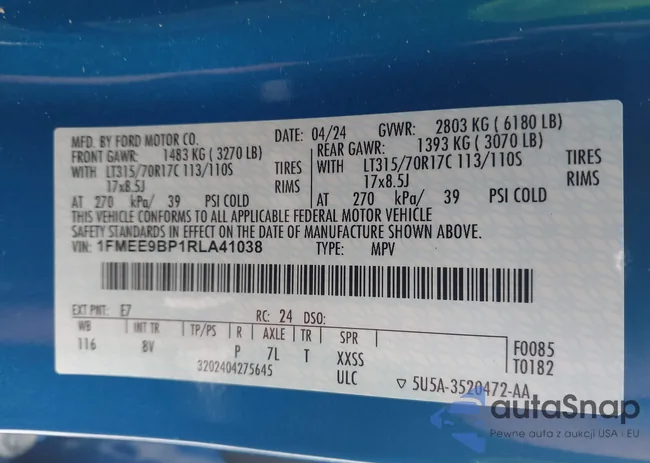 MFD. BY FORD MOTOR CO. DATE: 04/24 GVWR: 2803 KG ( 6180 LB)
FRONT GAWR: 1483 KG ( 3270 LB) REAR GAWR: 1393 KG ( 3070 LB)
WITH LT315/70R17C 113/110S TIRES WITH LT315/70R17C 113/110S TIRES
17x8.5J RIMS 17x8.5J RIMS
AT 270 kPa/ 39 PSI COLD AT 270 kPa/ 39 PSI COLD
THIS VEHICLE CONFORMS TO ALL APPLICABLE FEDERAL MOTOR VEHICLE
SAFETY STANDARDS IN EFFECT ON THE DATE OF MANUFACTURE SHOWN ABOVE.
VIN: 1FMEE9BP1RLA41038 TYPE: MPV
EXT PNT: E7 RC: 24 DSO:
WB INT TR TP/PS R AXLE TR SPR
116 8V P 7L T XXSS F0085
3202404275645 ULC T0182
5U5A-3520472-AA
autaSnap
Pewne auta z aukcji USA i EU